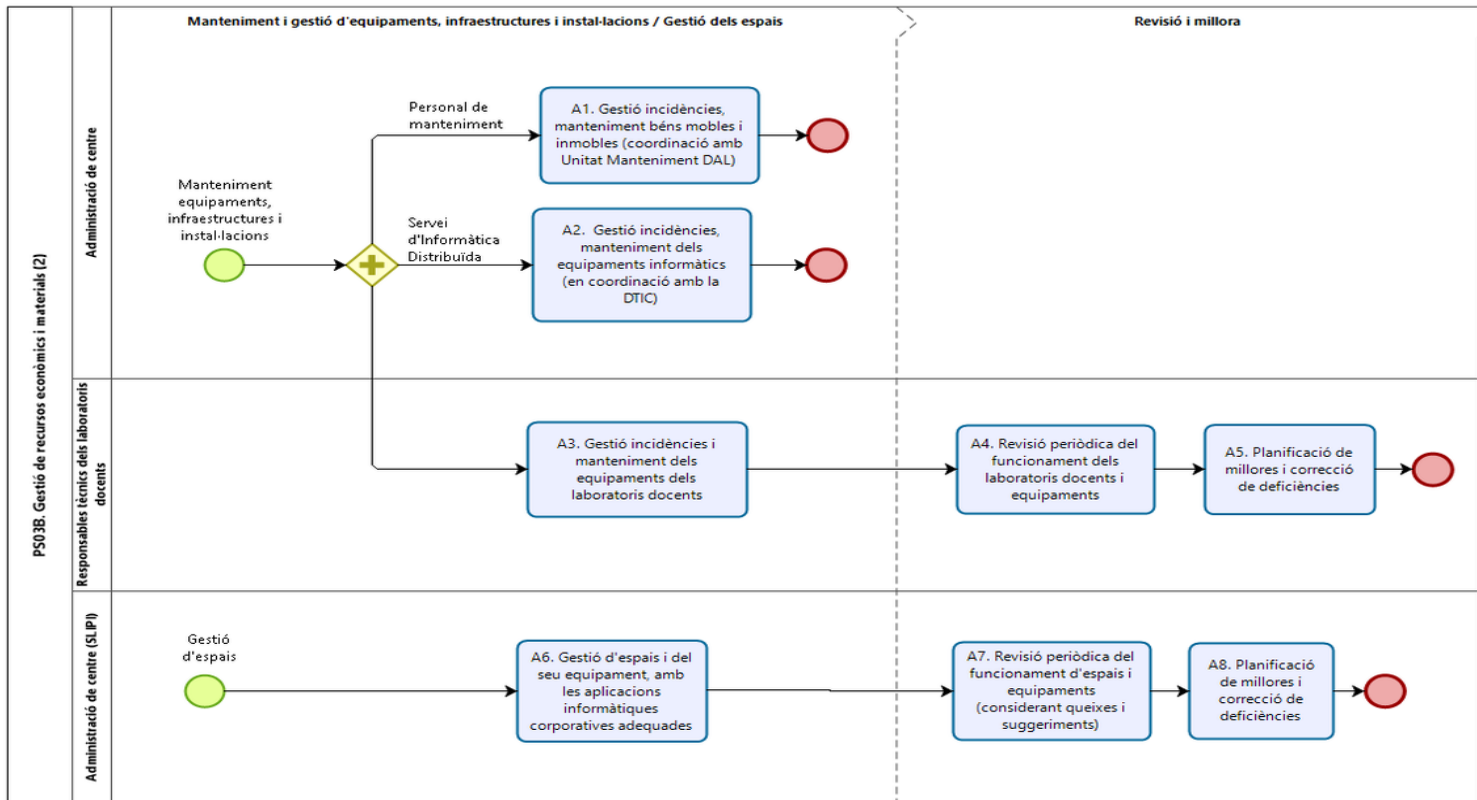 Manteniment i gestió d'equipaments, infraestructures i instal·lacions / Gestió dels espais
Revisió i millora
PS03B. Gestió de recursos econòmics i materials (2)
Administració de centre
Manteniment
equipaments,
infraestructures i
instal·lacions
Personal de
manteniment
A1. Gestió incidències,
manteniment béns mobles i
inmobles (coordinació amb
Unitat Manteniment DAL)
Servei
d'Informàtica
Distribuïda
A2. Gestió incidències,
manteniment dels
equipaments informàtics
(en coordinació amb la
DTIC)
Responsables tècnics dels laboratoris
docents
A3. Gestió incidències i
manteniment dels
equipaments dels
laboratoris docents
A4. Revisió periòdica del
funcionament dels
laboratoris docents i
equipaments
A5. Planificació de
millores i correcció
de deficiències
Administració de centre (SLIPI)
Gestió
d'espais
A6. Gestió d'espais i del
seu equipament, amb
les aplicacions
informàtiques
corporatives adequades
A7. Revisió periòdica del
funcionament d'espais i
equipaments
(considerant queixes i
suggeriments)
A8. Planificació
de millores i
correcció de
deficiències